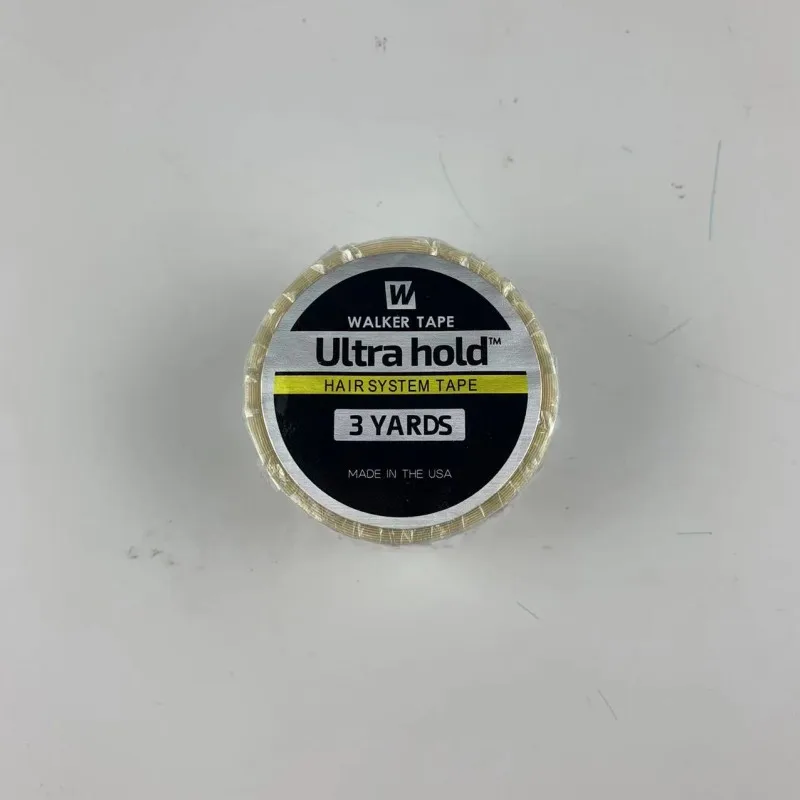 W
WALKER TAPE
Ultra hold™
HAIR SYSTEM TAPE
3 YARDS
MADE IN THE USA